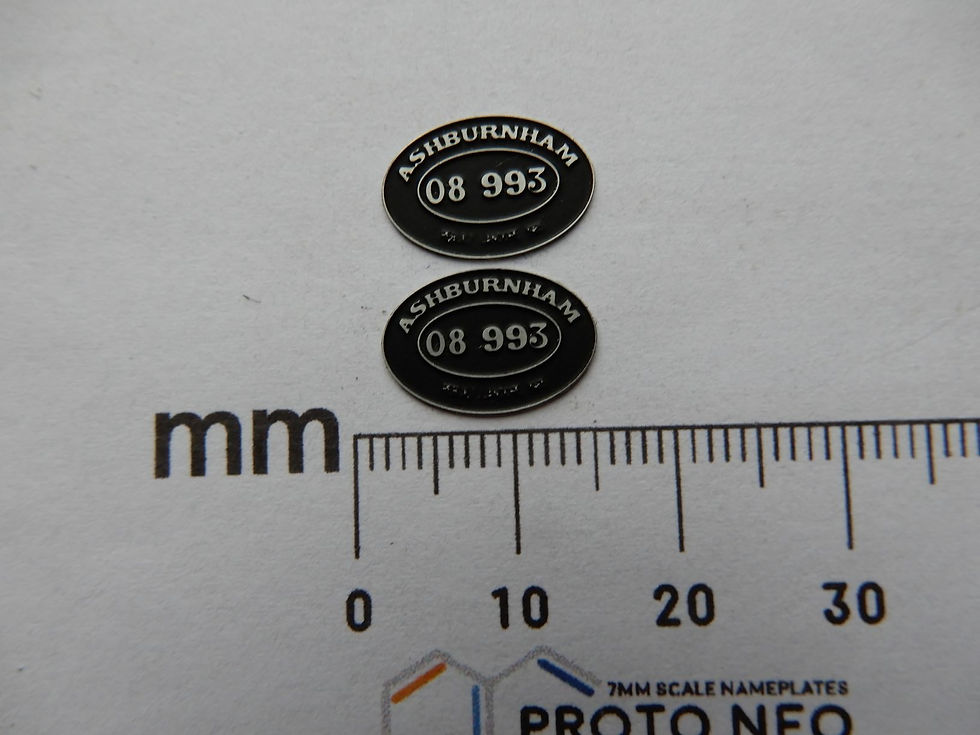 ASHBURNHAM
08 993
ASHBURNHAM
08 993
mm
0 10 20 30
7MM SCALE NAMEPLATES
PROTO NEO